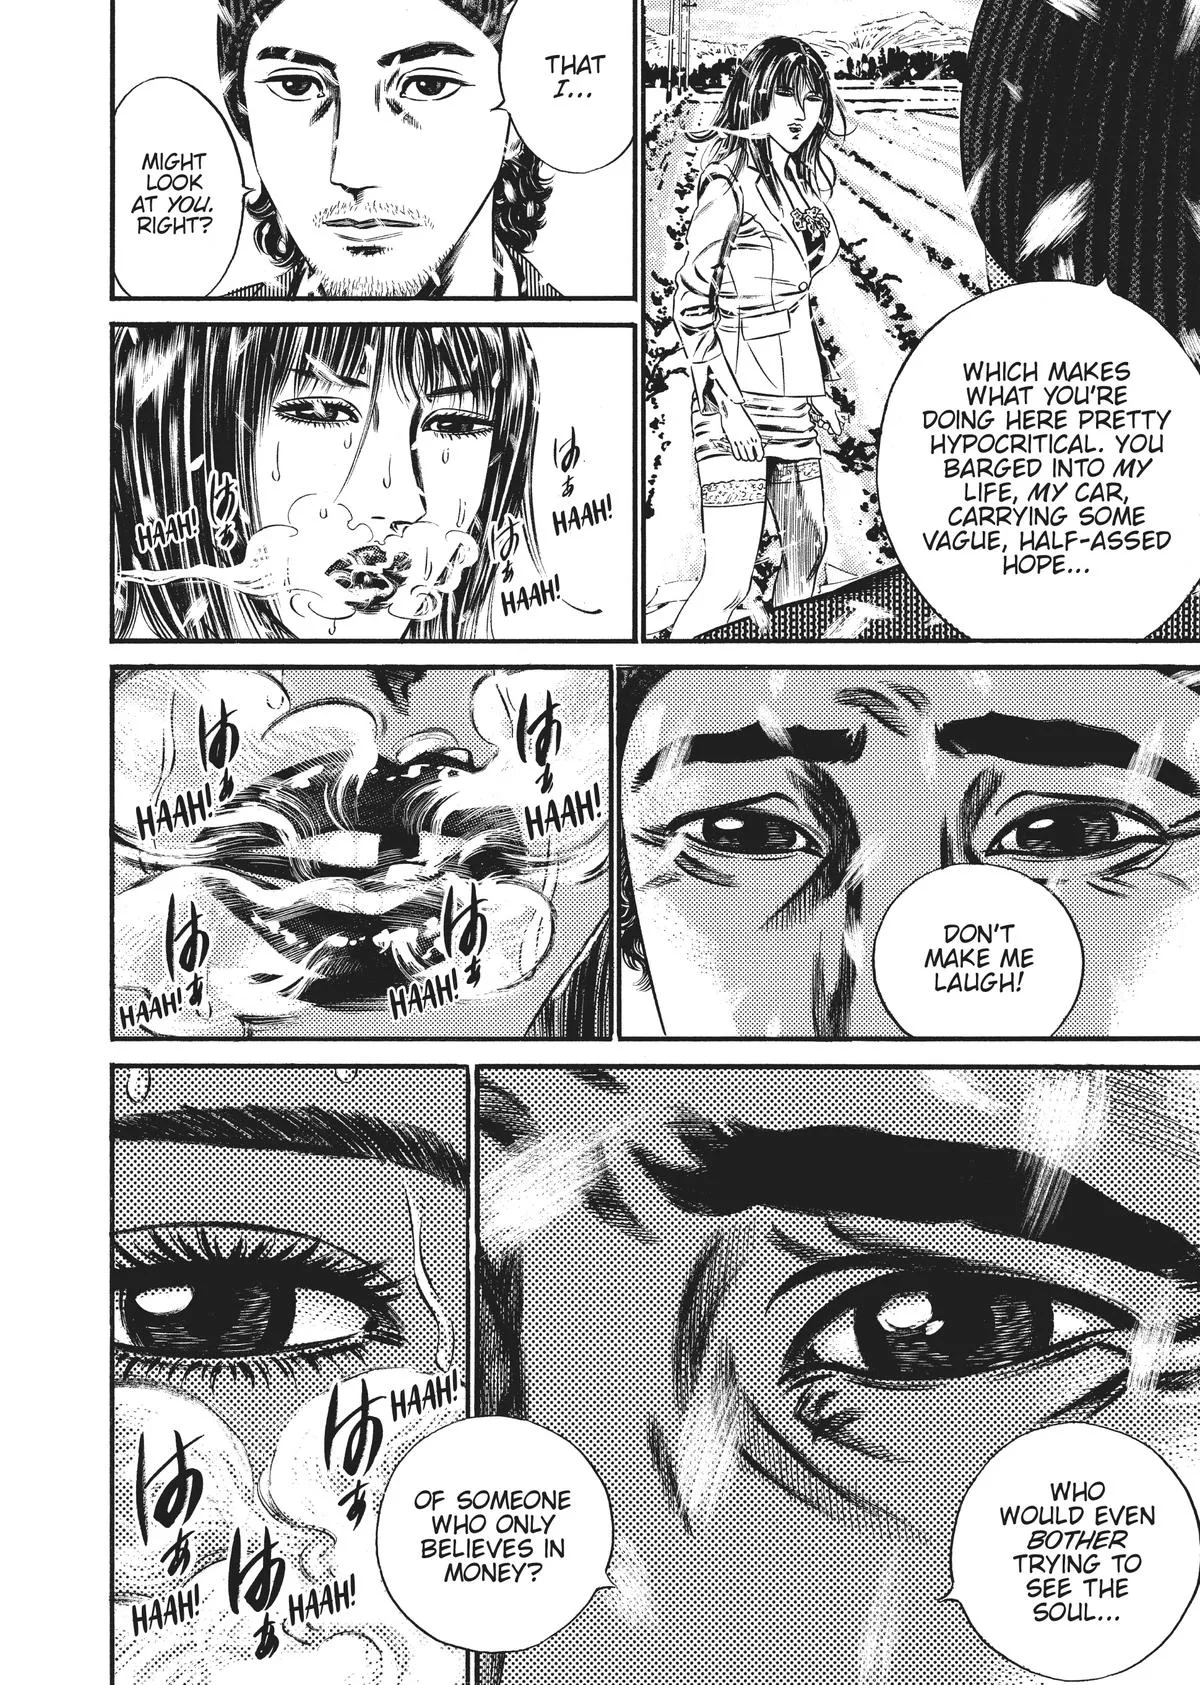 WHICH MAKES
WHAT YOU'RE
DOING HERE PRETTY
HYPOCRITICAL. YOU
BARGED INTO MY
LIFE, MY CAR,
CARRYING SOME
VAGUE, HALF-ASSED
HOPE...
THAT
I...
MIGHT
LOOK
AT YOU.
RIGHT?
はぁ
HAAH!
はぁ
HAAH!
はぁ
HAAH!
DON'T
MAKE ME
LAUGH!
はぁ
HAAH!
はぁ
HAAH!
はぁ
HAAH!
はぁ
HAAH!
WHO
WOULD EVEN
BOTHER
TRYING TO
SEE THE
SOUL...
OF SOMEONE
WHO ONLY
BELIEVES IN
MONEY?
はぁ
HAAH!
はぁ
HAAH!
はぁ
HAAH!